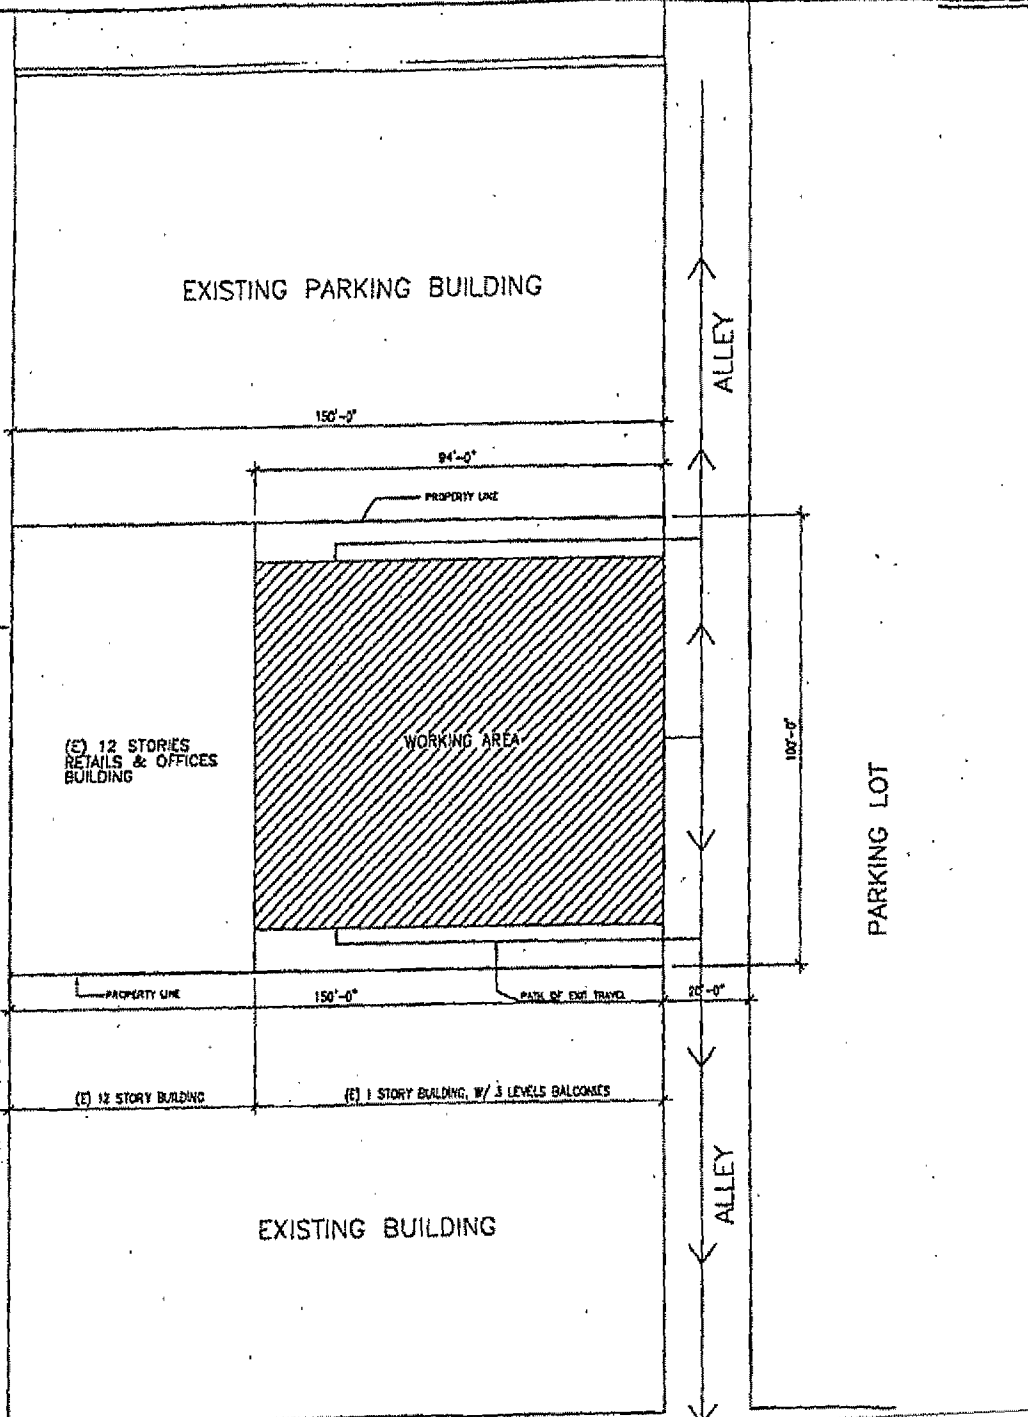 EXISTING PARKING BUILDING
ALLEY
150'-0"
94'-0"
PROPERTY LINE
(E) 12 STORIES
RETAILS & OFFICES
BUILDING
WORKING AREA
100'-0"
PARKING LOT
PROPERTY LINE
150'-0"
PATH OF EXIT TRAVEL
20'-0"
(E) 12 STORY BUILDING
(E) 1 STORY BUILDING, W/ 3 LEVELS BALCONIES
ALLEY
EXISTING BUILDING